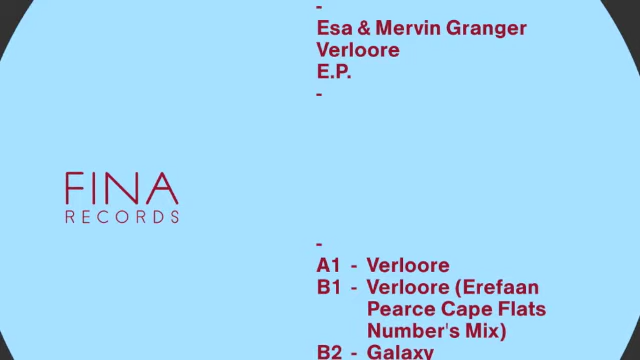 -
Esa & Mervin Granger
Verloore
E.P.
-
FINA
RECORDS
-
A1 - Verloore
B1 - Verloore (Erefaan
Pearce Cape Flats
Number's Mix)
B2 - Galaxy